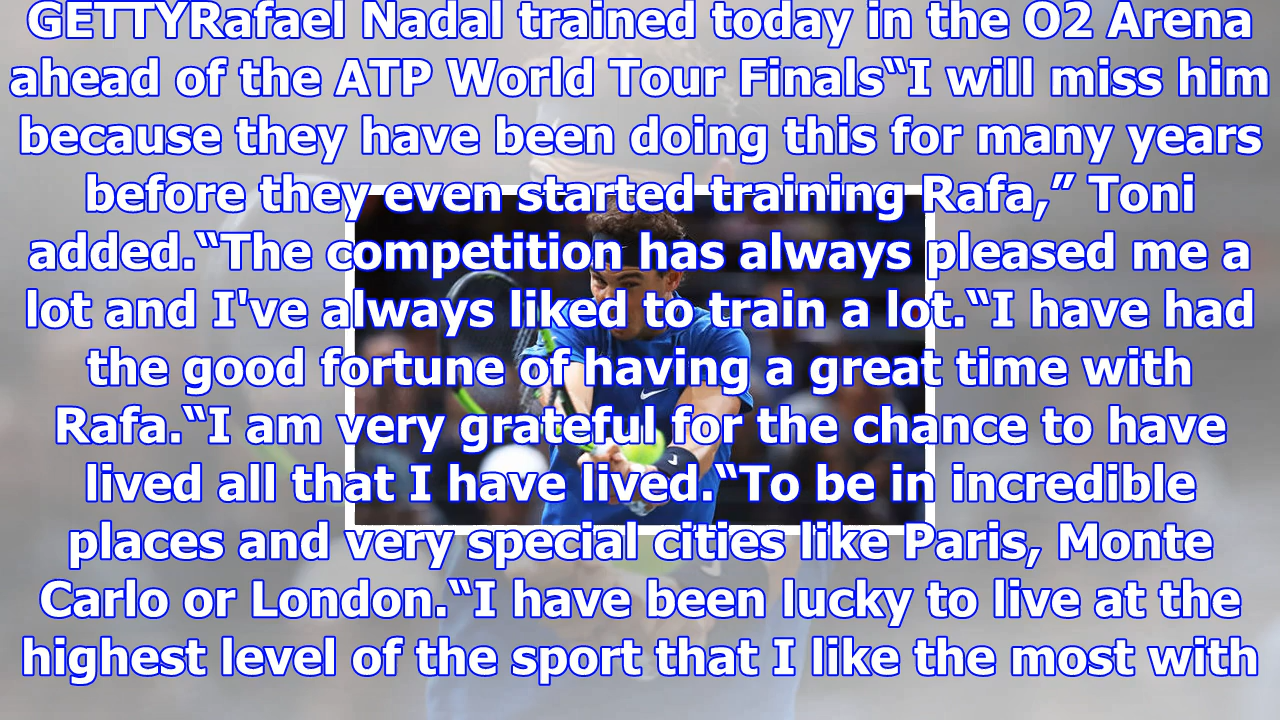 GETTYRafael Nadal trained today in the O2 Arena
ahead of the ATP World Tour Finals“I will miss him
because they have been doing this for many years
before they even started training Rafa,” Toni
added.“The competition has always pleased me a
lot and I've always liked to train a lot.“I have had
the good fortune of having a great time with
Rafa.“I am very grateful for the chance to have
lived all that I have lived.“To be in incredible
places and very special cities like Paris, Monte
Carlo or London.“I have been lucky to live at the
highest level of the sport that I like the most with